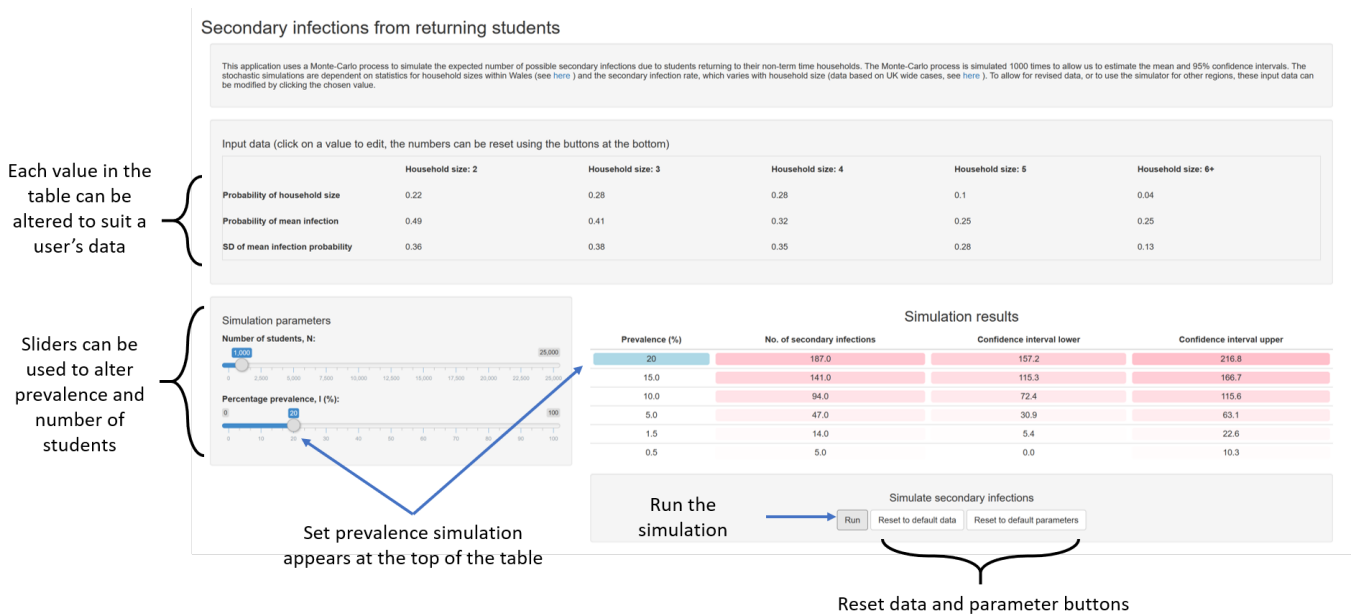 Secondary infections from returning students
This application uses a Monte-Carlo process to simulate the expected number of possible secondary infections due to students returning to their non-term time households. The Monte-Carlo process is simulated 1000 times to allow us to estimate the mean and 95% confidence intervals. The
stochastic simulations are dependent on statistics for household sizes within Wales (see here ) and the secondary infection rate, which varies with household size (data based on UK wide cases, see here ). To allow for revised data, or to use the simulator for other regions, these input data can
be modified by clicking the chosen value.
Input data (click on a value to edit, the numbers can be reset using the buttons at the bottom)
Household size: 2 Household size: 3 Household size: 4 Household size: 5 Household size: 6+
Probability of household size 0.22 0.28 0.28 0.1 0.04
Probability of mean infection 0.49 0.41 0.32 0.25 0.25
SD of mean infection probability 0.36 0.38 0.35 0.28 0.13
Each value in the
table can be
altered to suit a
user's data
Sliders can be
used to alter
prevalence and
number of
students
Simulation parameters
Number of students, N:
1,000 25,000
0 2,500 5,000 7,500 10,000 12,500 15,000 17,500 20,000 22,500 25,000
Percentage prevalence, I (%):
0 20 100
0 10 20 30 40 50 60 70 80 90 100
Simulation results
Prevalence (%) No. of secondary infections Confidence interval lower Confidence interval upper
20 187.0 157.2 216.8
15.0 141.0 115.3 166.7
10.0 94.0 72.4 115.6
5.0 47.0 30.9 63.1
1.5 14.0 5.4 22.6
0.5 5.0 0.0 10.3
Set prevalence simulation
appears at the top of the table
Run the
simulation
Simulate secondary infections
Run Reset to default data Reset to default parameters
Reset data and parameter buttons